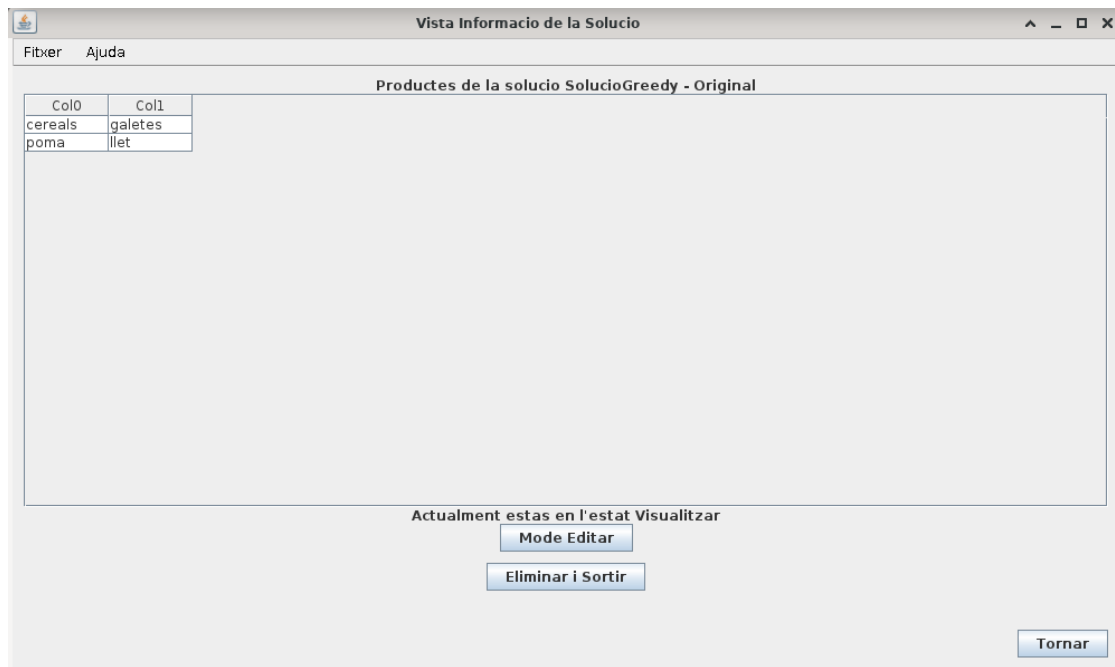 Vista Informacio de la Solucio
Fitxer Ajuda
Productes de la solucio SolucioGreedy - Original
Col0 Col1
cereals galetes
poma llet
Actualment estas en l'estat Visualitzar
Mode Editar
Eliminar i Sortir
Tornar